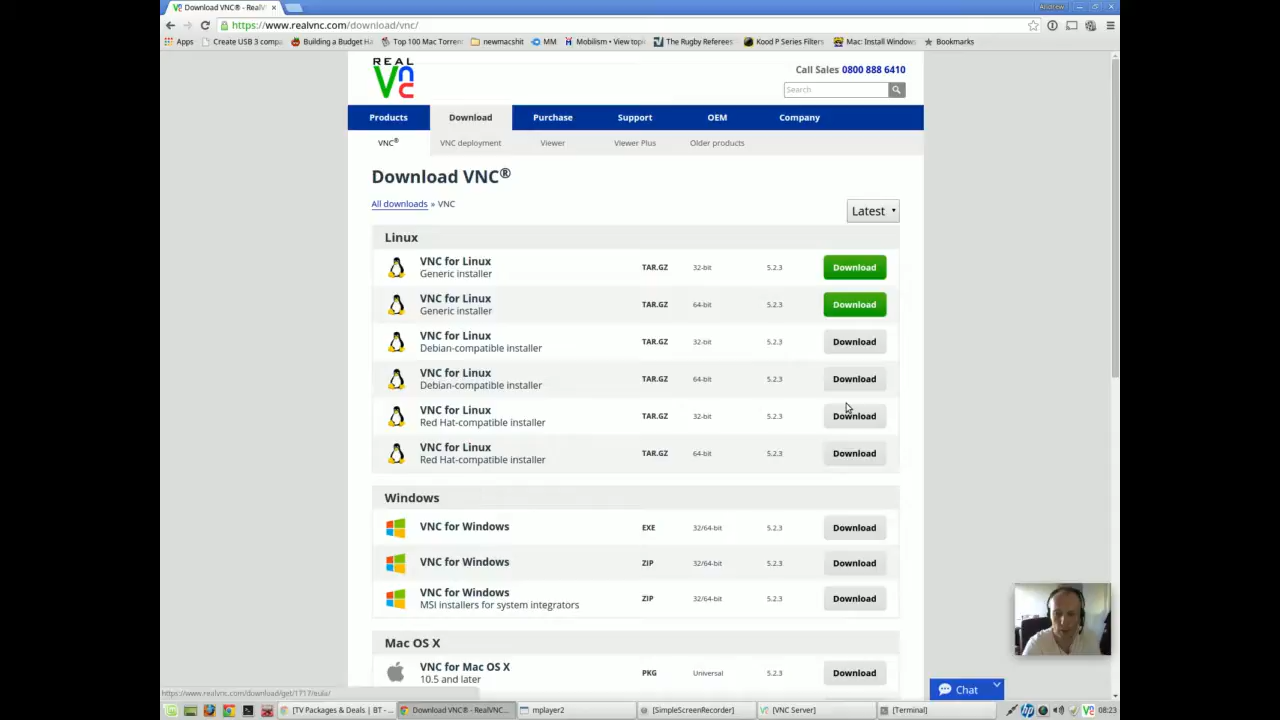 Download VNC® - RealV
Andrew
https://www.realvnc.com/download/vnc/
Apps
Create USB 3 compa
Building a Budget Ha
Top 100 Mac Torren
newmacshit
MM
Mobilism • View topi
The Rugby Referees
Kood P Series Filters
Mac: Install Windows
Bookmarks
REAL
Vnc
Call Sales 0800 888 6410
Search
Products Download Purchase Support OEM Company
VNC® VNC deployment Viewer Viewer Plus Older products
Download VNC®
All downloads » VNC
Latest
Linux
VNC for Linux
Generic installer
TAR.GZ 32-bit 5.2.3 Download
VNC for Linux
Generic installer
TAR.GZ 64-bit 5.2.3 Download
VNC for Linux
Debian-compatible installer
TAR.GZ 32-bit 5.2.3 Download
VNC for Linux
Debian-compatible installer
TAR.GZ 64-bit 5.2.3 Download
VNC for Linux
Red Hat-compatible installer
TAR.GZ 32-bit 5.2.3 Download
VNC for Linux
Red Hat-compatible installer
TAR.GZ 64-bit 5.2.3 Download
Windows
VNC for Windows EXE 32/64-bit 5.2.3 Download
VNC for Windows ZIP 32/64-bit 5.2.3 Download
VNC for Windows
MSI installers for system integrators
ZIP 32/64-bit 5.2.3 Download
Mac OS X
VNC for Mac OS X
10.5 and later
PKG Universal 5.2.3 Download
Chat
https://www.realvnc.com/download/get/1717/eula/
[TV Packages & Deals | BT - ...
Download VNC® - RealVNC...
mplayer2
[SimpleScreenRecorder]
[VNC Server]
[Terminal]
08:23